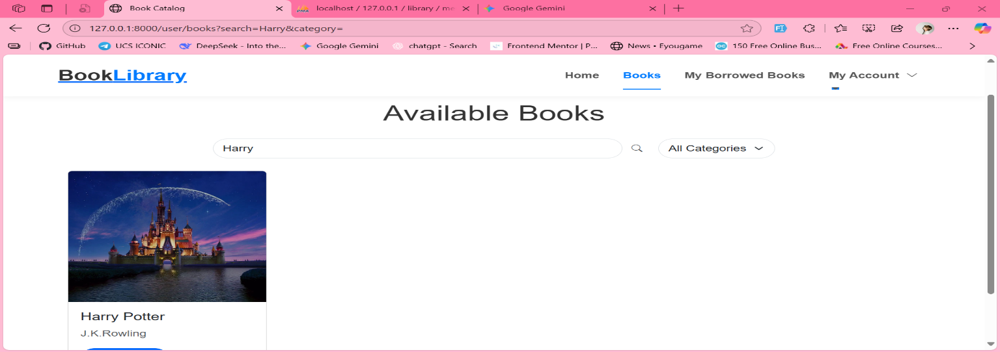 Book Catalog
localhost / 127.0.0.1 / library / me
Google Gemini
127.0.0.1:8000/user/books?search=Harry&category=
GitHub
UCS ICONIC
DeepSeek - Into the...
Google Gemini
chatgpt - Search
Frontend Mentor | P...
News • Eyougame
150 Free Online Bus...
Free Online Courses...
BookLibrary
Home
Books
My Borrowed Books
My Account
Available Books
Harry
All Categories
Harry Potter
J.K.Rowling